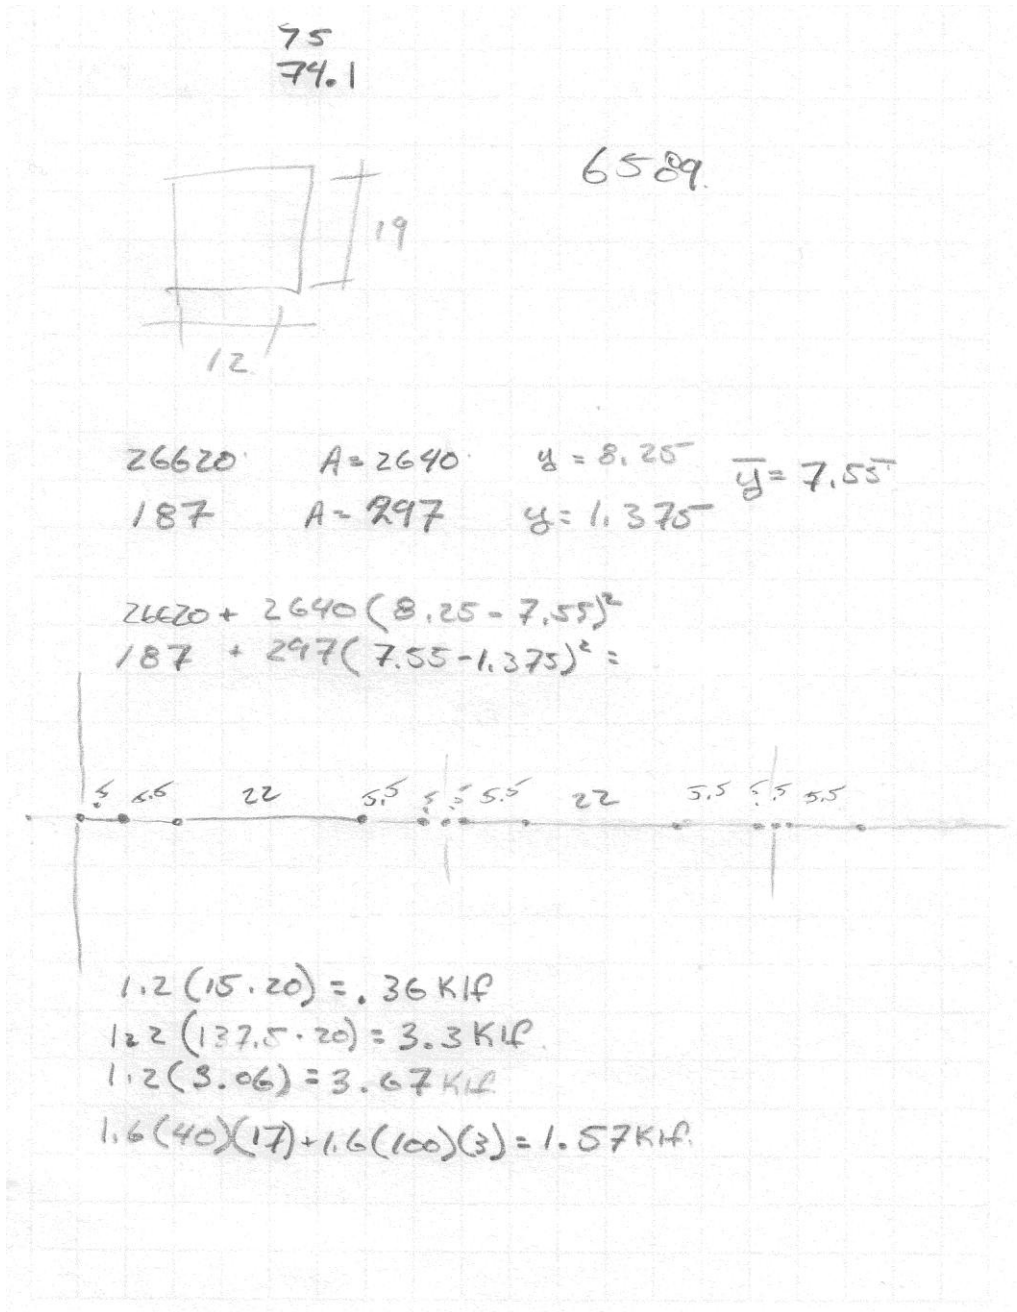 75
74.1
6589.
19
12
26620 A=2640 y=8.25 ȳ=7.55
187 A=297 y=1.375
26620 + 2640(8.25-7.55)²
187 + 297(7.55-1.375)² =
.5 5.5 22 5.5 .5 .5 5.5 22 5.5 .5 .5 5.5
1.2(15.20)=.36 Klf
1.2(137.5·20)=3.3 Klf.
1.2(3.06)=3.67 Klf.
1.6(40)(17)+1.6(100)(3)=1.57 Klf.